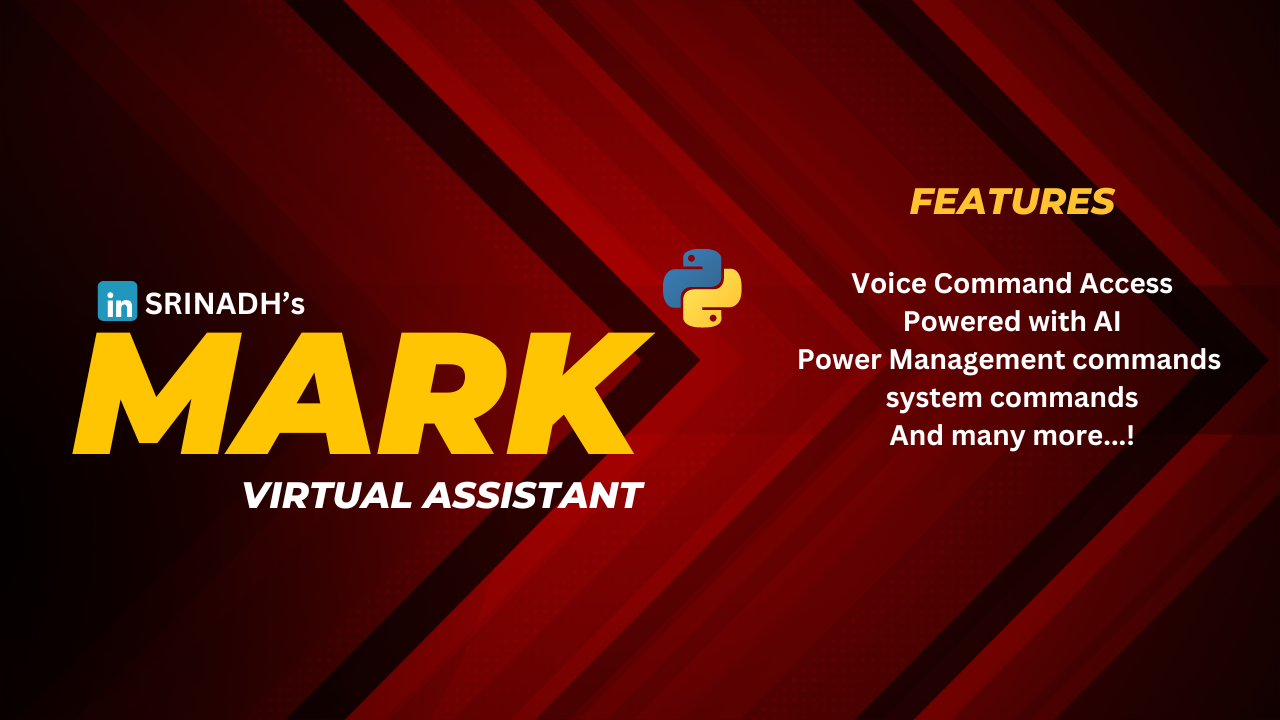 in SRINADH’s
MARK
VIRTUAL ASSISTANT
FEATURES
Voice Command Access
Powered with AI
Power Management commands
system commands
And many more...!